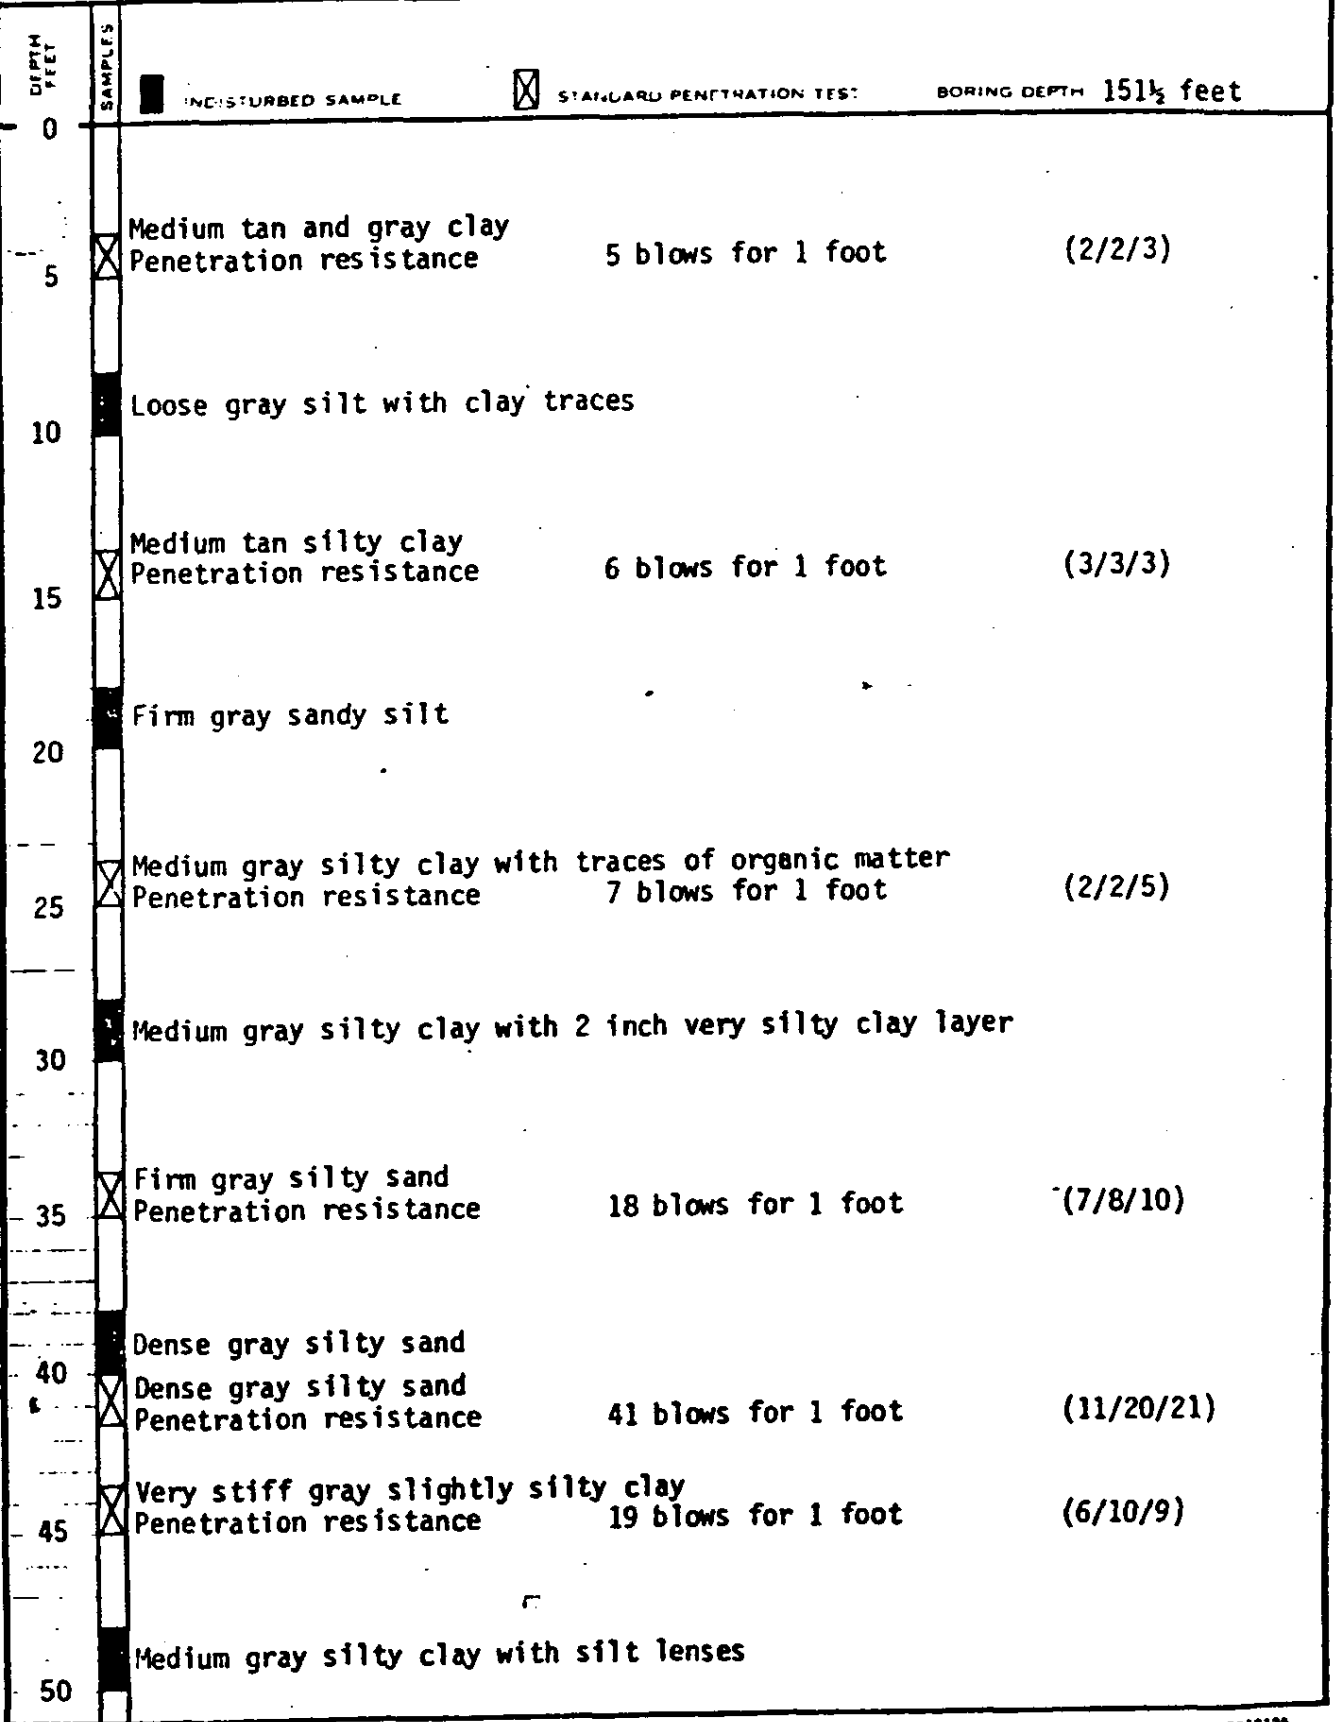 DEPTH
FEET
SAMPLES
UNDISTURBED SAMPLE STANDARD PENETRATION TEST BORING DEPTH 151½ feet
0
Medium tan and gray clay
Penetration resistance 5 blows for 1 foot (2/2/3)
5
Loose gray silt with clay traces
10
Medium tan silty clay
Penetration resistance 6 blows for 1 foot (3/3/3)
15
Firm gray sandy silt
20
Medium gray silty clay with traces of organic matter
Penetration resistance 7 blows for 1 foot (2/2/5)
25
Medium gray silty clay with 2 inch very silty clay layer
30
Firm gray silty sand
Penetration resistance 18 blows for 1 foot (7/8/10)
35
Dense gray silty sand
40
Dense gray silty sand
Penetration resistance 41 blows for 1 foot (11/20/21)
Very stiff gray slightly silty clay
Penetration resistance 19 blows for 1 foot (6/10/9)
45
Medium gray silty clay with silt lenses
50